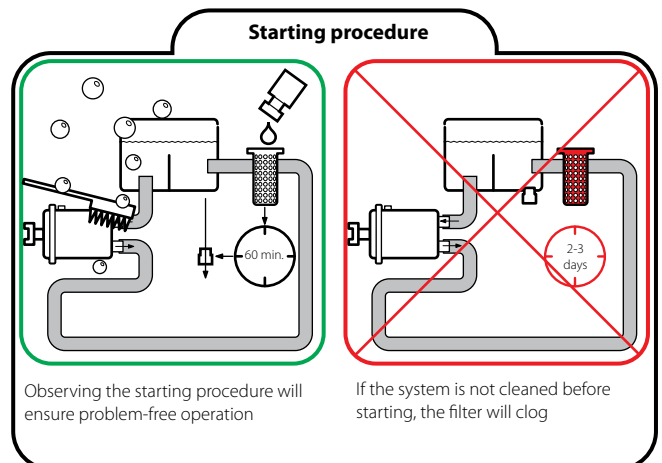 Starting procedure
60 min.
Observing the starting procedure will
ensure problem-free operation
2-3
days
If the system is not cleaned before
starting, the filter will clog